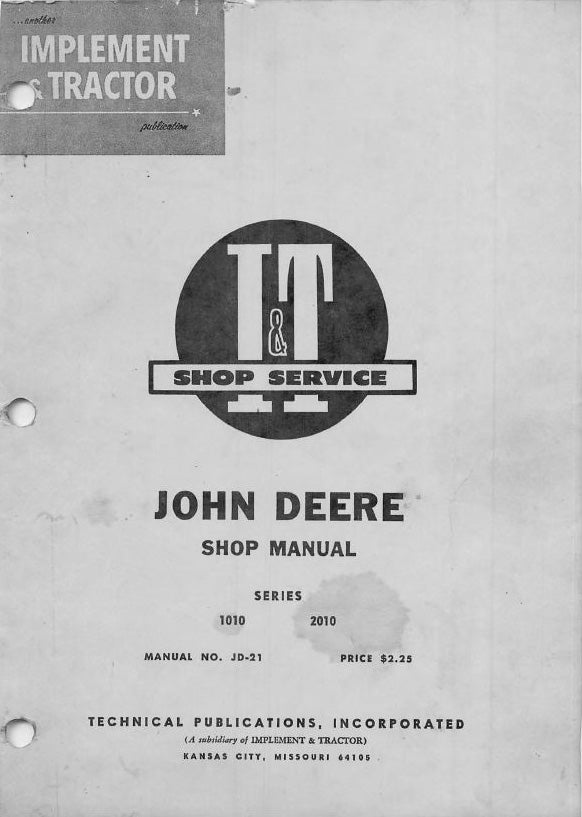 ...another
IMPLEMENT
& TRACTOR
publication
I&T
SHOP SERVICE
JOHN DEERE
SHOP MANUAL
SERIES
1010 2010
MANUAL NO. JD-21 PRICE $2.25
TECHNICAL PUBLICATIONS, INCORPORATED
(A subsidiary of IMPLEMENT & TRACTOR)
KANSAS CITY, MISSOURI 64105